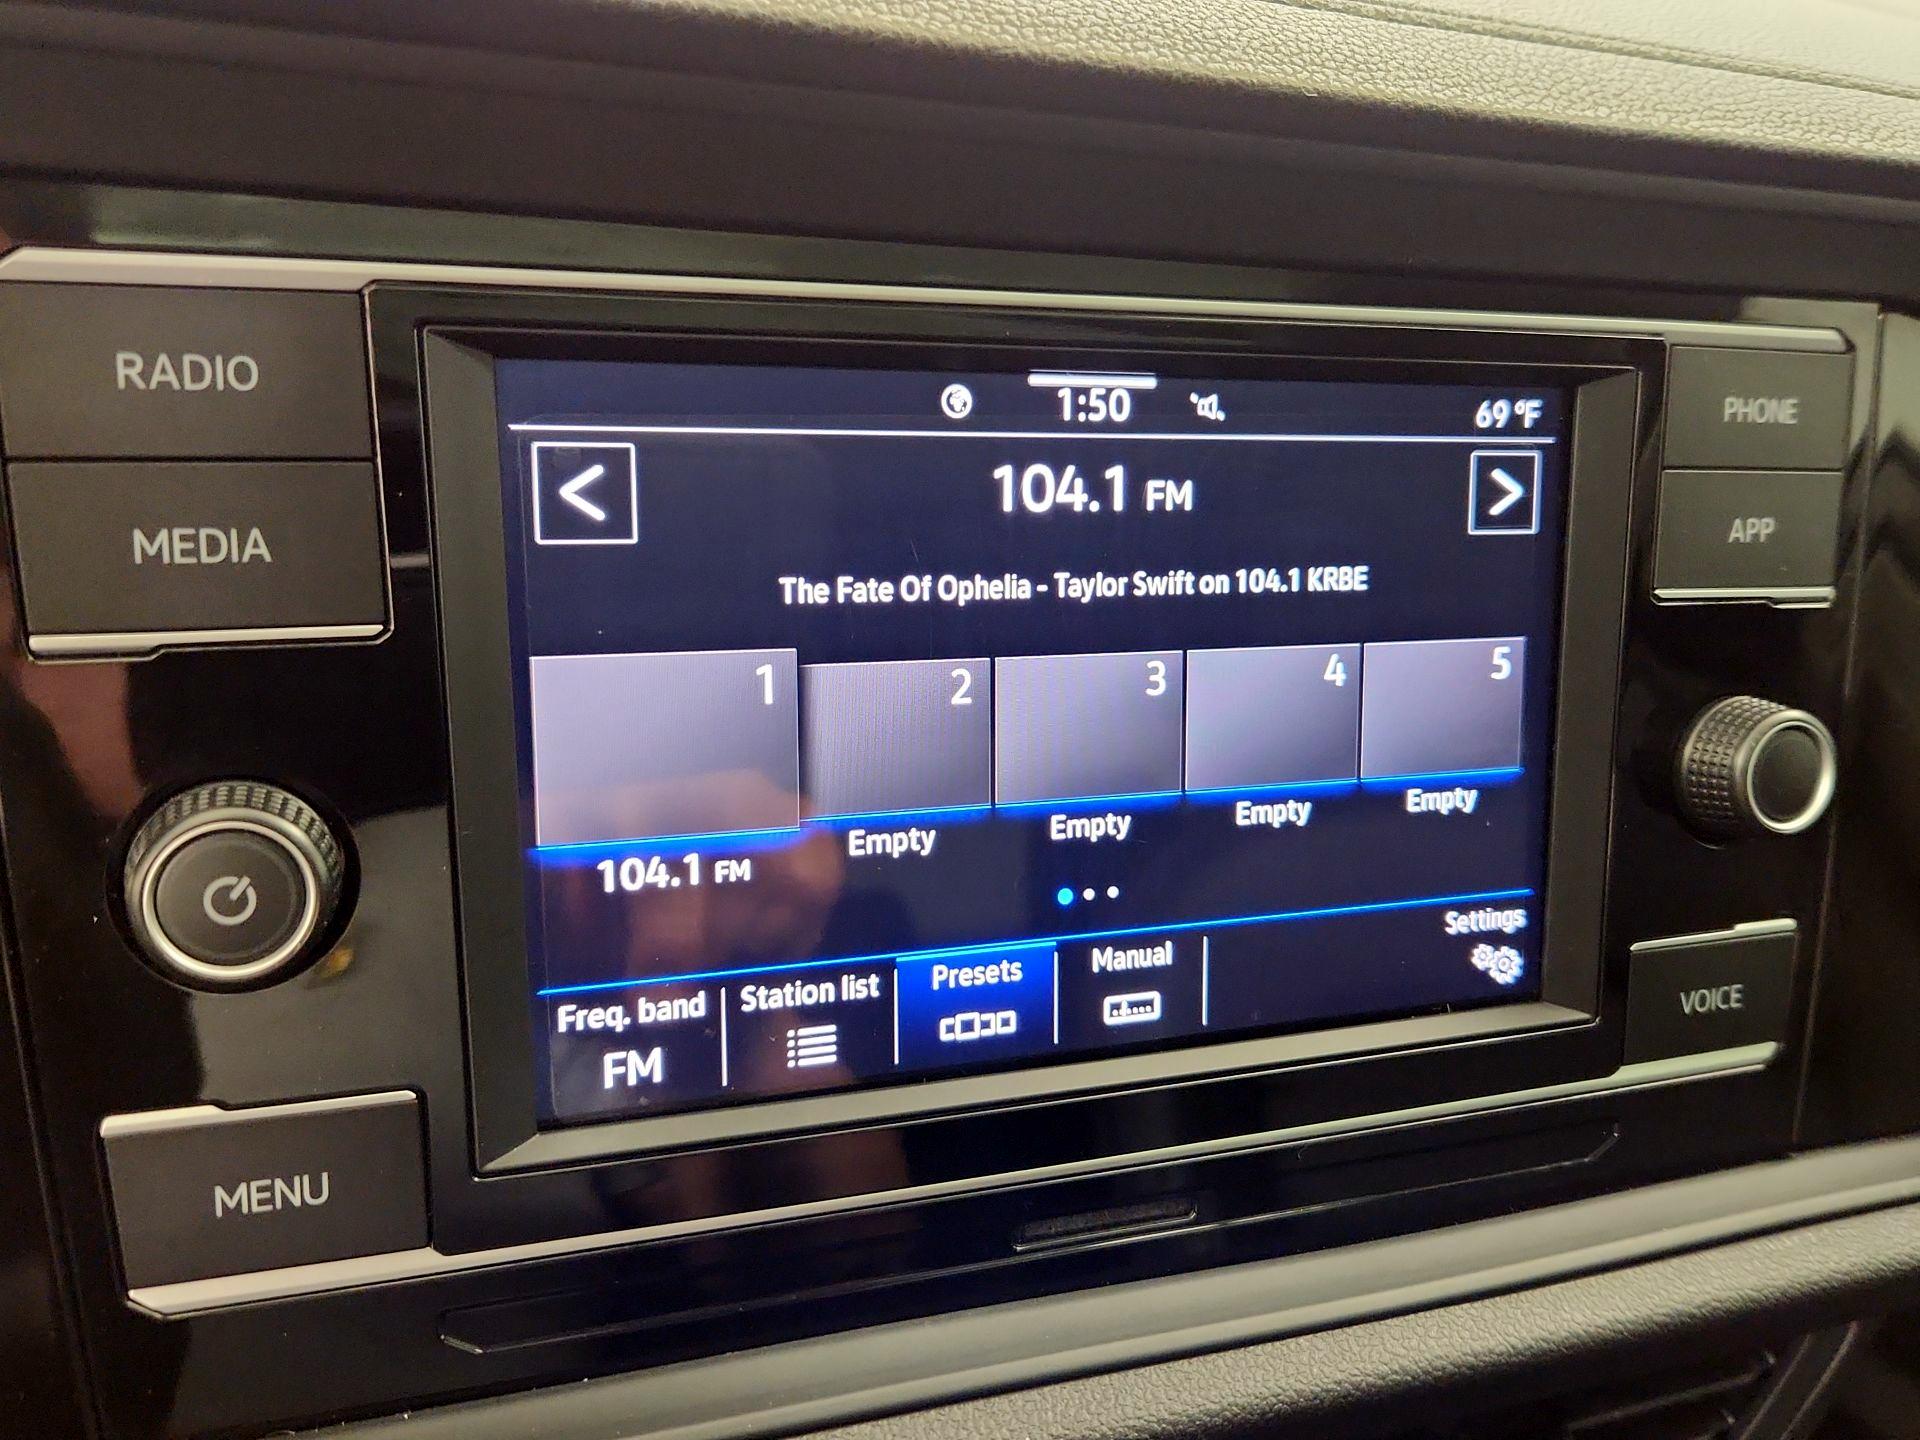 RADIO
MEDIA
MENU
1:50
69 °F
<
104.1 FM
>
The Fate Of Ophelia - Taylor Swift on 104.1 KRBE
1
2
3
4
5
104.1 FM
Empty
Empty
Empty
Empty
Freq. band
FM
Station list
Presets
Manual
Settings
PHONE
APP
VOICE